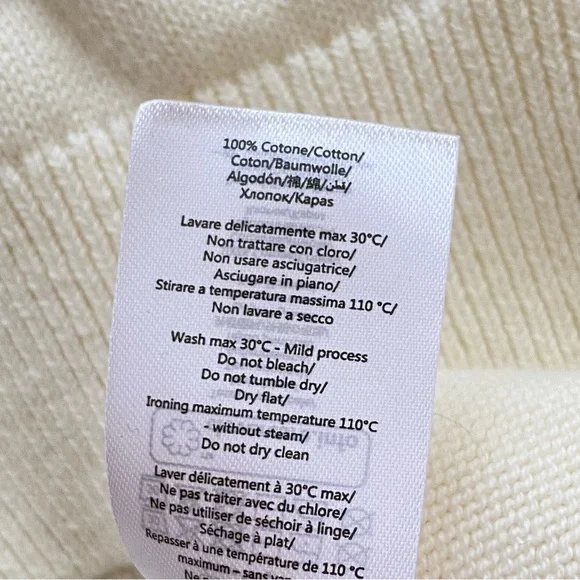 100% Cotone/Cotton/
Coton/Baumwolle/
Algodón/棉/綿/قطن/
Хлопок/Kapas
Lavare delicatamente max 30°C/
Non trattare con cloro/
Non usare asciugatrice/
Asciugare in piano/
Stirare a temperatura massima 110 °C/
Non lavare a secco
Wash max 30°C - Mild process
Do not bleach/
Do not tumble dry/
Dry flat/
Ironing maximum temperature 110°C
- without steam/
Do not dry clean
Laver délicatement à 30°C max/
Ne pas traiter avec du chlore/
Ne pas utiliser de séchoir à linge/
Séchage à plat/
Repasser à une température de 110 °C
maximum – sans
Ne